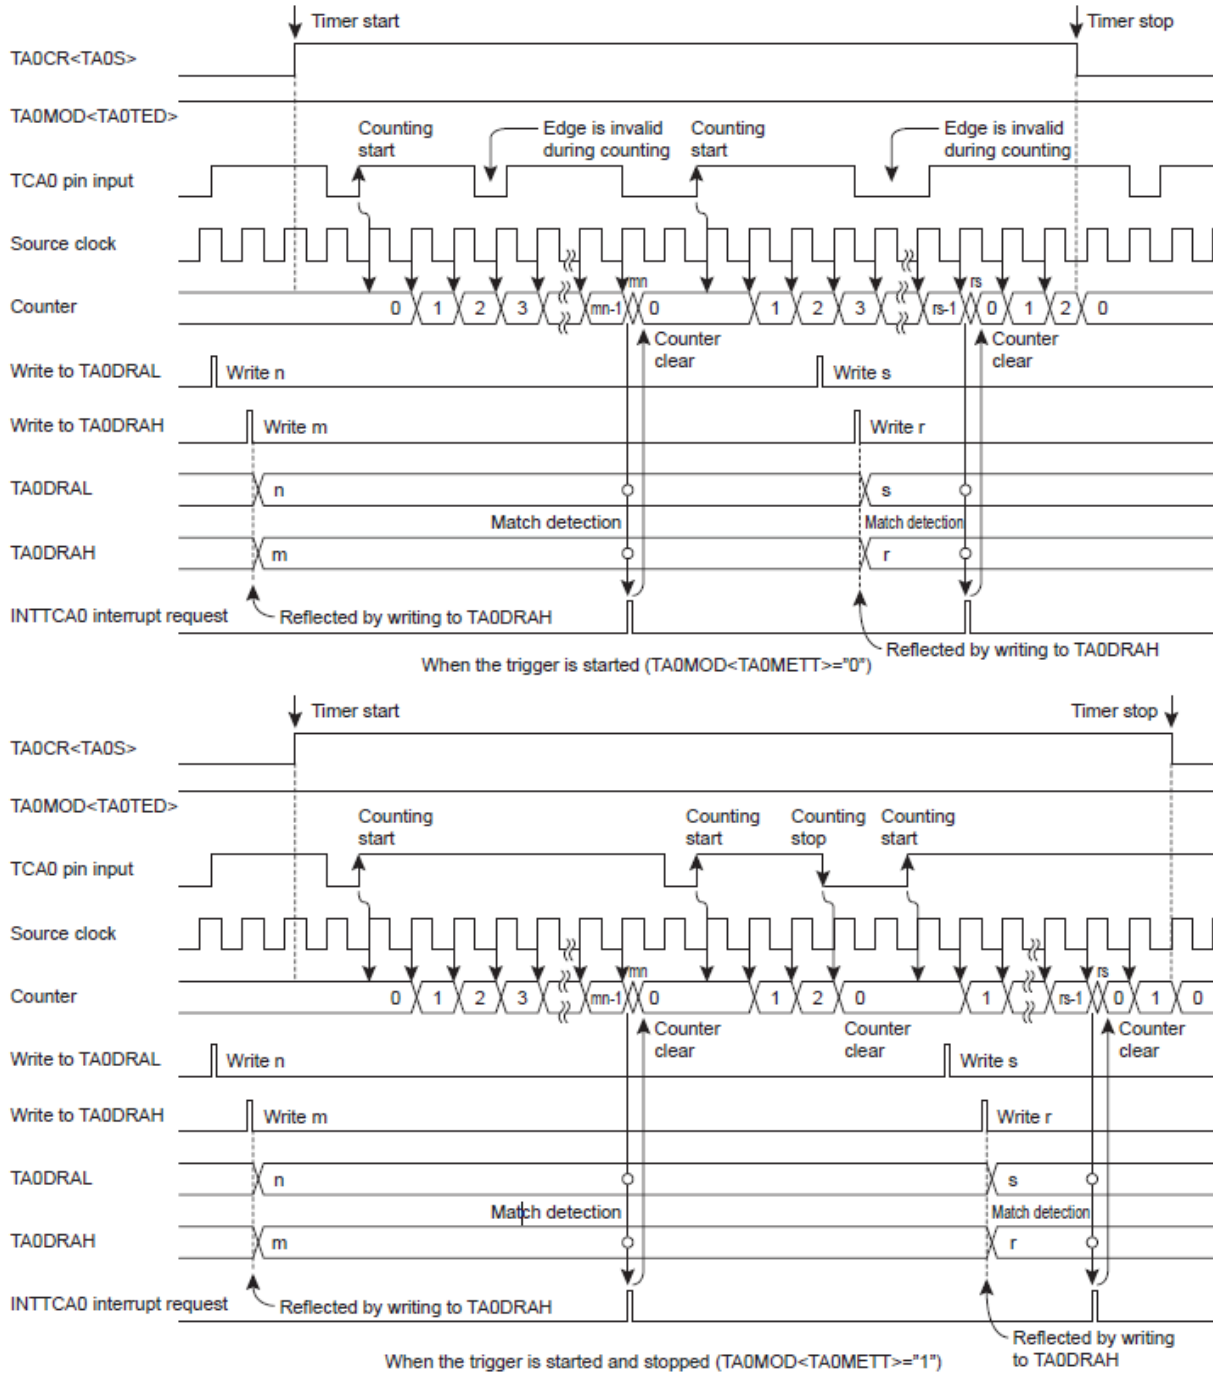 Timer start
Timer stop
TA0CR<TA0S>
TA0MOD<TA0TED>
Counting start
Edge is invalid during counting
Counting start
Edge is invalid during counting
TCA0 pin input
Source clock
Counter
0 1 2 3 mn-1 mn 0 1 2 3 rs-1 rs 0 1 2 0
Counter clear
Counter clear
Write to TA0DRAL
Write n
Write s
Write to TA0DRAH
Write m
Write r
TA0DRAL
n
s
Match detection
Match detection
TA0DRAH
m
r
INTTCA0 interrupt request
Reflected by writing to TA0DRAH
Reflected by writing to TA0DRAH
When the trigger is started (TA0MOD<TA0METT>="0")
Timer start
Timer stop
TA0CR<TA0S>
TA0MOD<TA0TED>
Counting start
Counting start
Counting stop
Counting start
TCA0 pin input
Source clock
Counter
0 1 2 3 mn-1 mn 0 1 2 0 1 rs-1 rs 0 1 0
Counter clear
Counter clear
Counter clear
Write to TA0DRAL
Write n
Write s
Write to TA0DRAH
Write m
Write r
TA0DRAL
n
s
Match detection
Match detection
TA0DRAH
m
r
INTTCA0 interrupt request
Reflected by writing to TA0DRAH
Reflected by writing to TA0DRAH
When the trigger is started and stopped (TA0MOD<TA0METT>="1")